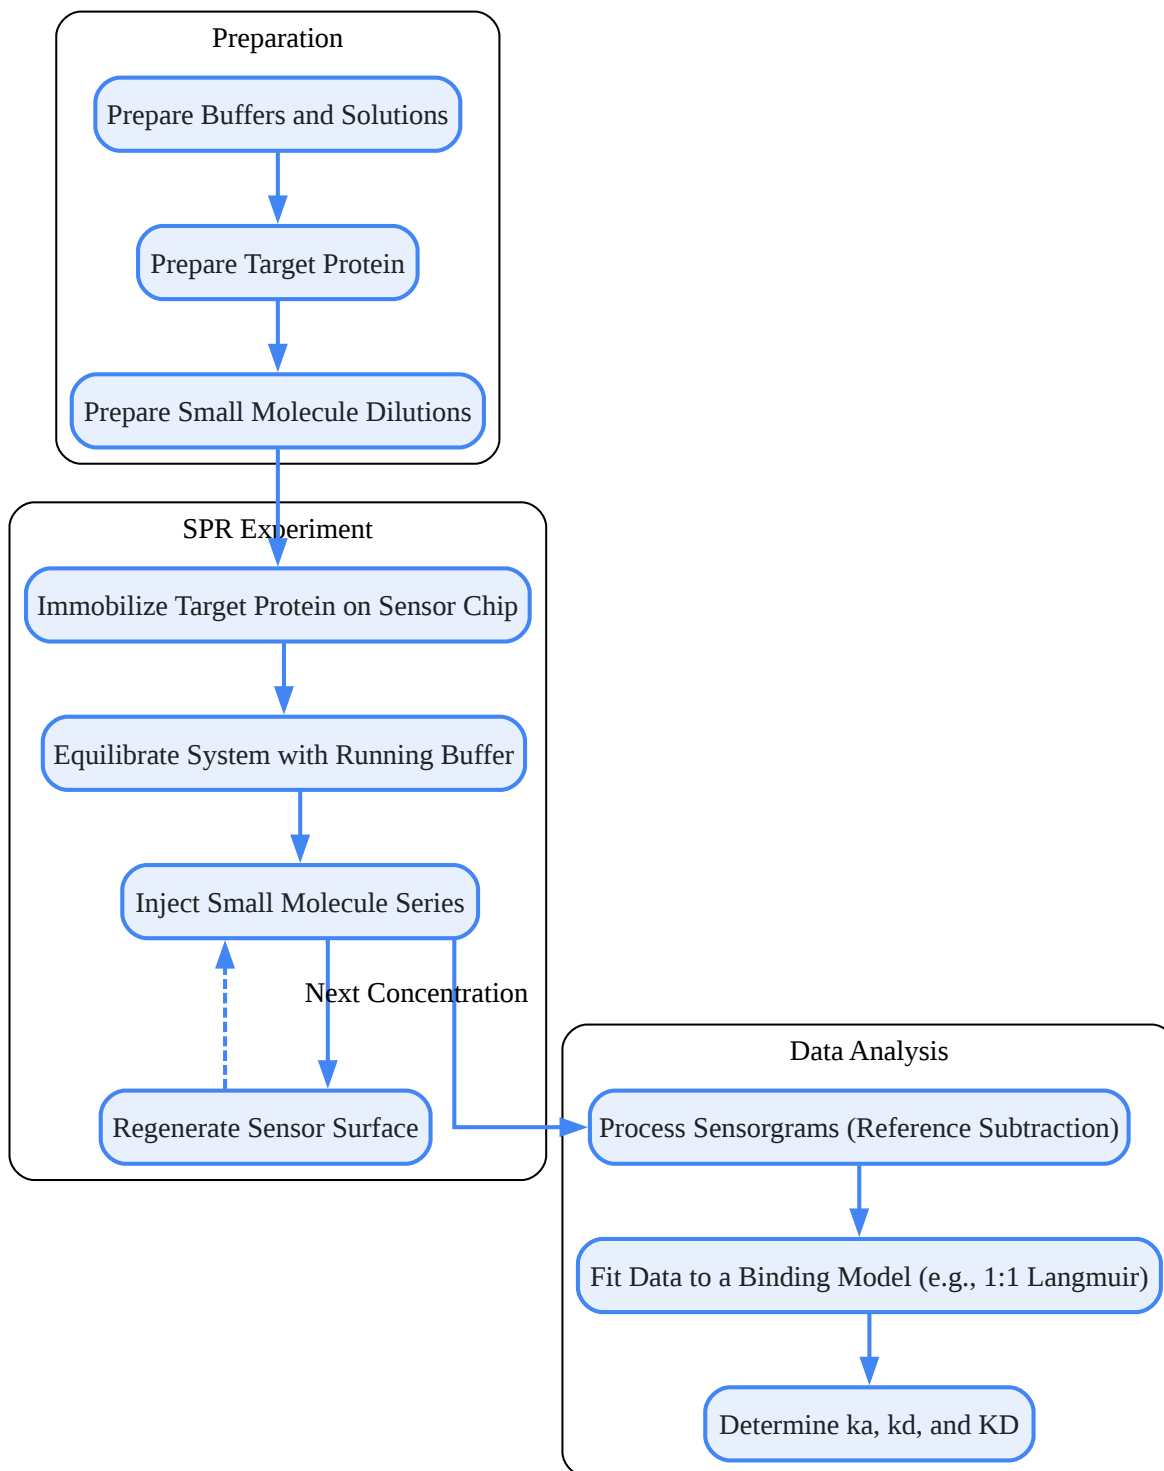 Preparation
Prepare Buffers and Solutions
Prepare Target Protein
Prepare Small Molecule Dilutions
SPR Experiment
Immobilize Target Protein on Sensor Chip
Equilibrate System with Running Buffer
Inject Small Molecule Series
Next Concentration
Regenerate Sensor Surface
Data Analysis
Process Sensorgrams (Reference Subtraction)
Fit Data to a Binding Model (e.g., 1:1 Langmuir)
Determine ka, kd, and KD